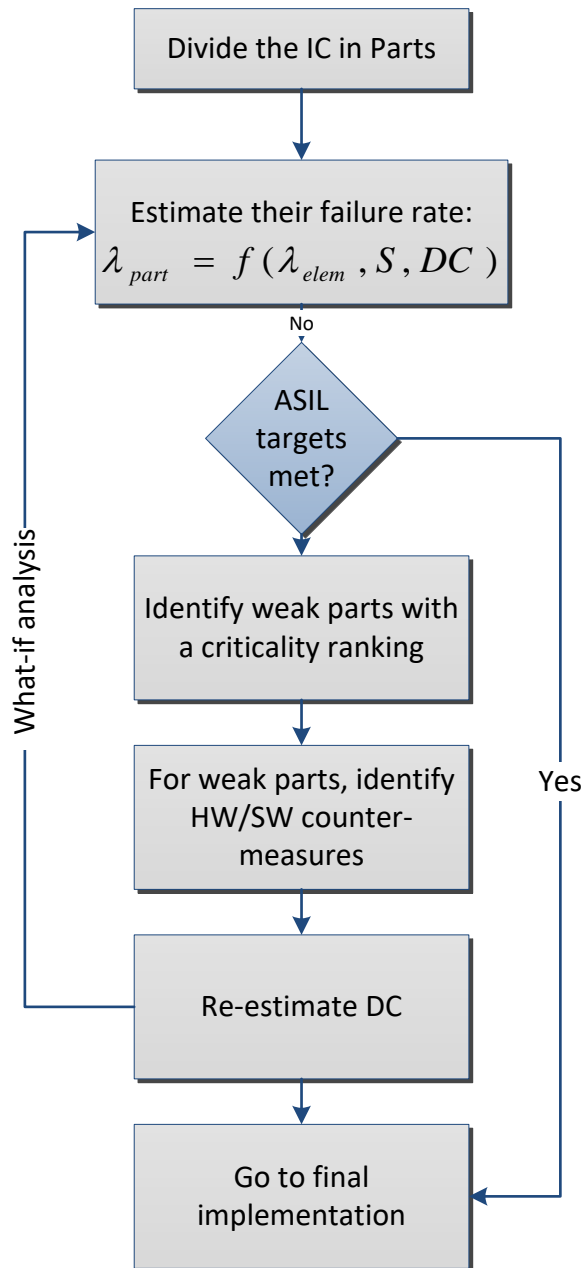 Divide the IC in Parts
Estimate their failure rate:
λ_part = f ( λ_elem , S , DC )
No
ASIL
targets
met?
Identify weak parts with
a criticality ranking
What-if analysis
For weak parts, identify
HW/SW counter-
measures
Yes
Re-estimate DC
Go to final
implementation